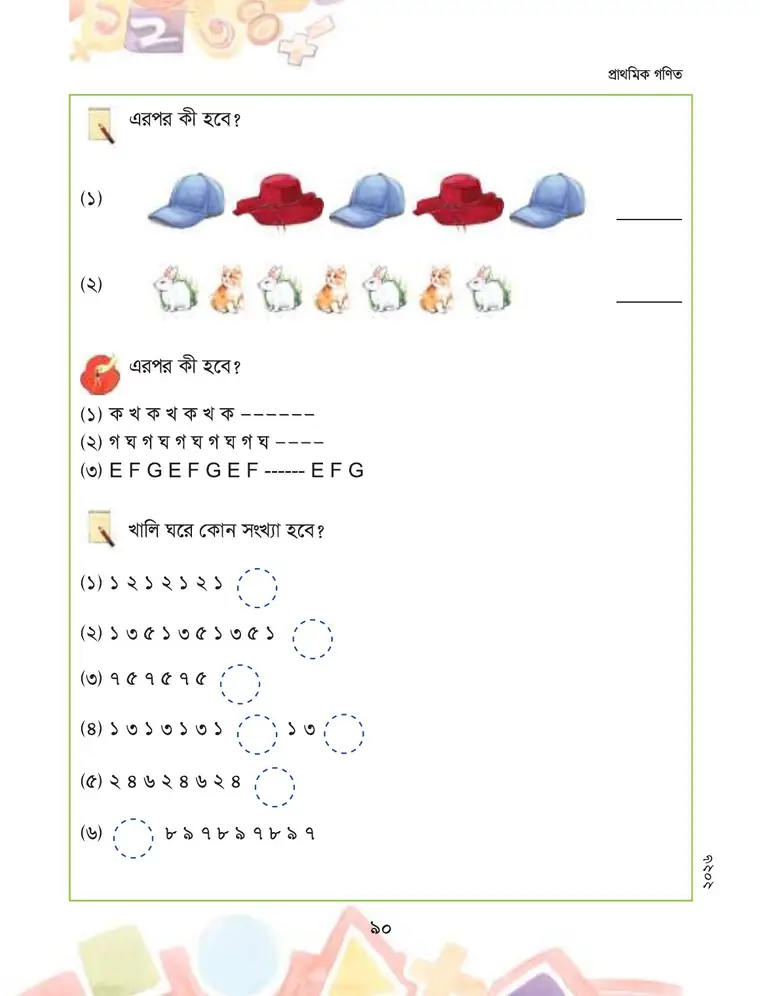 প্রাথমিক গণিত
এরপর কী হবে?
(১)
(২)
এরপর কী হবে?
(১) ক খ ক খ ক খ ক ––––––
(২) গ ঘ গ ঘ গ ঘ গ ঘ গ ঘ ––––
(৩) E F G E F G E F ------ E F G
খালি ঘরে কোন সংখ্যা হবে?
(১) ১ ২ ১ ২ ১ ২ ১
(২) ১ ৩ ৫ ১ ৩ ৫ ১ ৩ ৫ ১
(৩) ৭ ৫ ৭ ৫ ৭ ৫
(৪) ১ ৩ ১ ৩ ১ ৩ ১ ১ ৩
(৫) ২ ৪ ৬ ২ ৪ ৬ ২ ৪
(৬) ৮ ৯ ৭ ৮ ৯ ৭ ৮ ৯ ৭
২০২৬
৯০